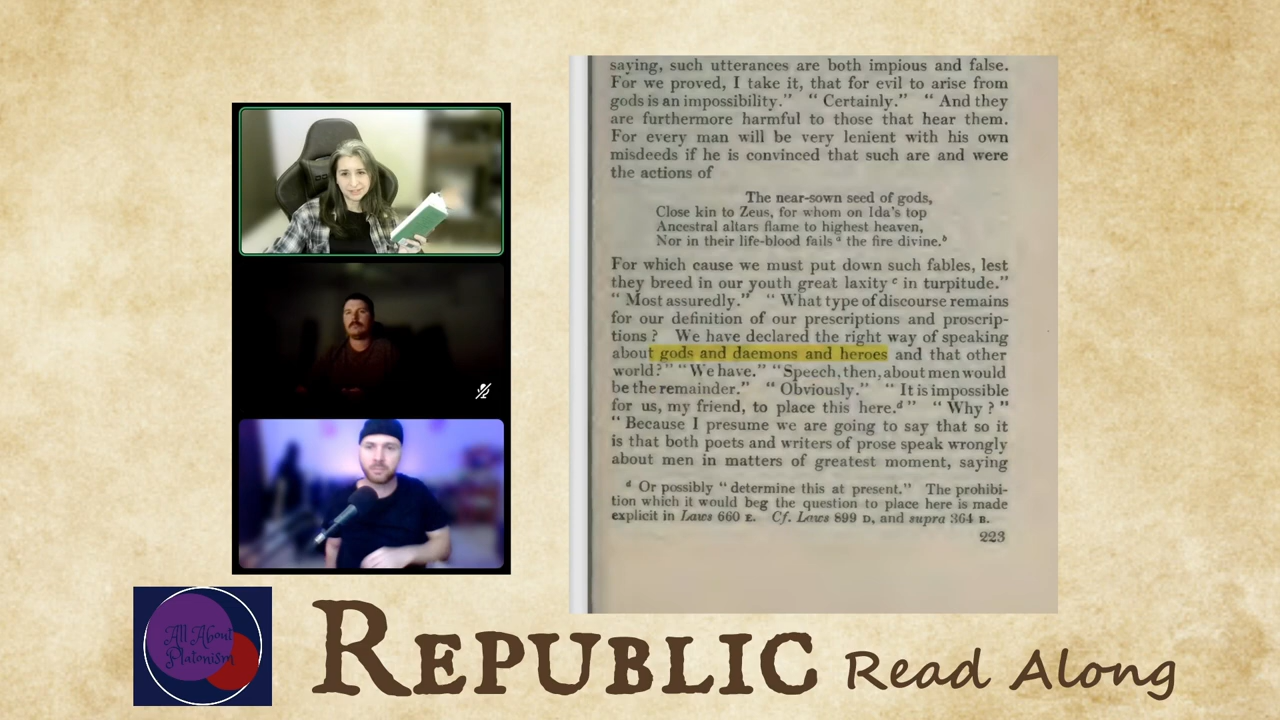 saying, such utterances are both impious and false.
For we proved, I take it, that for evil to arise from
gods is an impossibility.” “ Certainly.” “ And they
are furthermore harmful to those that hear them.
For every man will be very lenient with his own
misdeeds if he is convinced that such are and were
the actions of
The near-sown seed of gods,
Close kin to Zeus, for whom on Ida's top
Ancestral altars flame to highest heaven,
Nor in their life-blood fails a the fire divine. b
For which cause we must put down such fables, lest
they breed in our youth great laxity c in turpitude.”
“ Most assuredly.” “ What type of discourse remains
for our definition of our prescriptions and proscrip-
tions ? We have declared the right way of speaking
about gods and daemons and heroes and that other
world?” “ We have.” “ Speech, then, about men would
be the remainder.” “ Obviously.” “ It is impossible
for us, my friend, to place this here. d” “ Why ? ”
“ Because I presume we are going to say that so it
is that both poets and writers of prose speak wrongly
about men in matters of greatest moment, saying
d Or possibly “ determine this at present.” The prohibi-
tion which it would beg the question to place here is made
explicit in Laws 660 E. Cf. Laws 899 D, and supra 364 B.
223
All About
Platonism
REPUBLIC Read Along